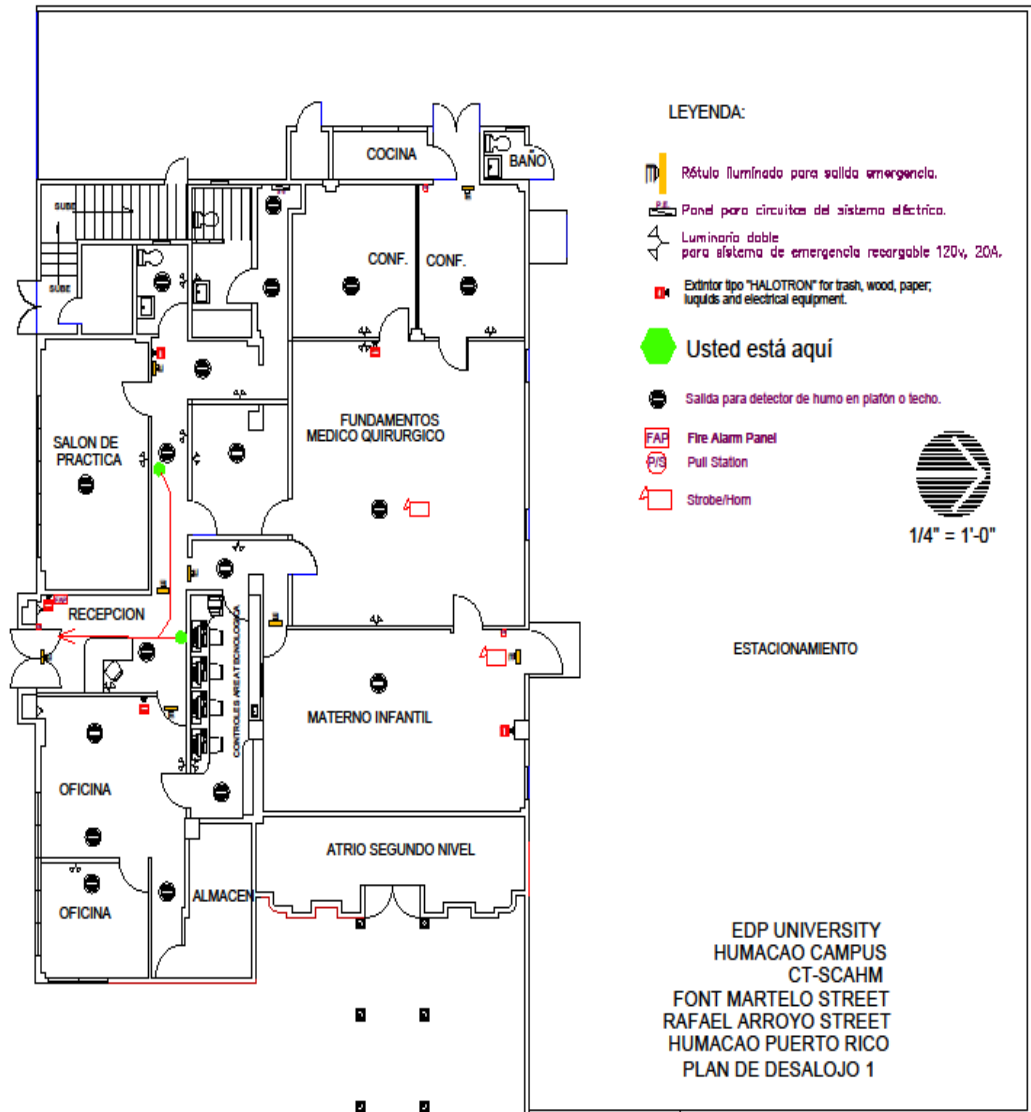 COCINA
BAÑO
SUBE
SUBE
CONF.
CONF.
SALON DE
PRACTICA
FUNDAMENTOS
MEDICO QUIRURGICO
FAP
RECEPCION
CONTROLES AREA TECNOLOGICA
MATERNO INFANTIL
OFICINA
OFICINA
ALMACEN
ATRIO SEGUNDO NIVEL
LEYENDA:
Rótulo iluminado para salida emergencia.
P.E.
Panel para circuitos del sistema eléctrico.
Luminaria doble
para sistema de emergencia recargable 120v, 20A.
Extintor tipo "HALOTRON" for trash, wood, paper;
luquids and electrical equipment.
Usted está aquí
Salida para detector de humo en plafón o techo.
FAP Fire Alarm Panel
P/S Pull Station
Strobe/Horn
1/4" = 1'-0"
ESTACIONAMIENTO
EDP UNIVERSITY
HUMACAO CAMPUS
CT-SCAHM
FONT MARTELO STREET
RAFAEL ARROYO STREET
HUMACAO PUERTO RICO
PLAN DE DESALOJO 1